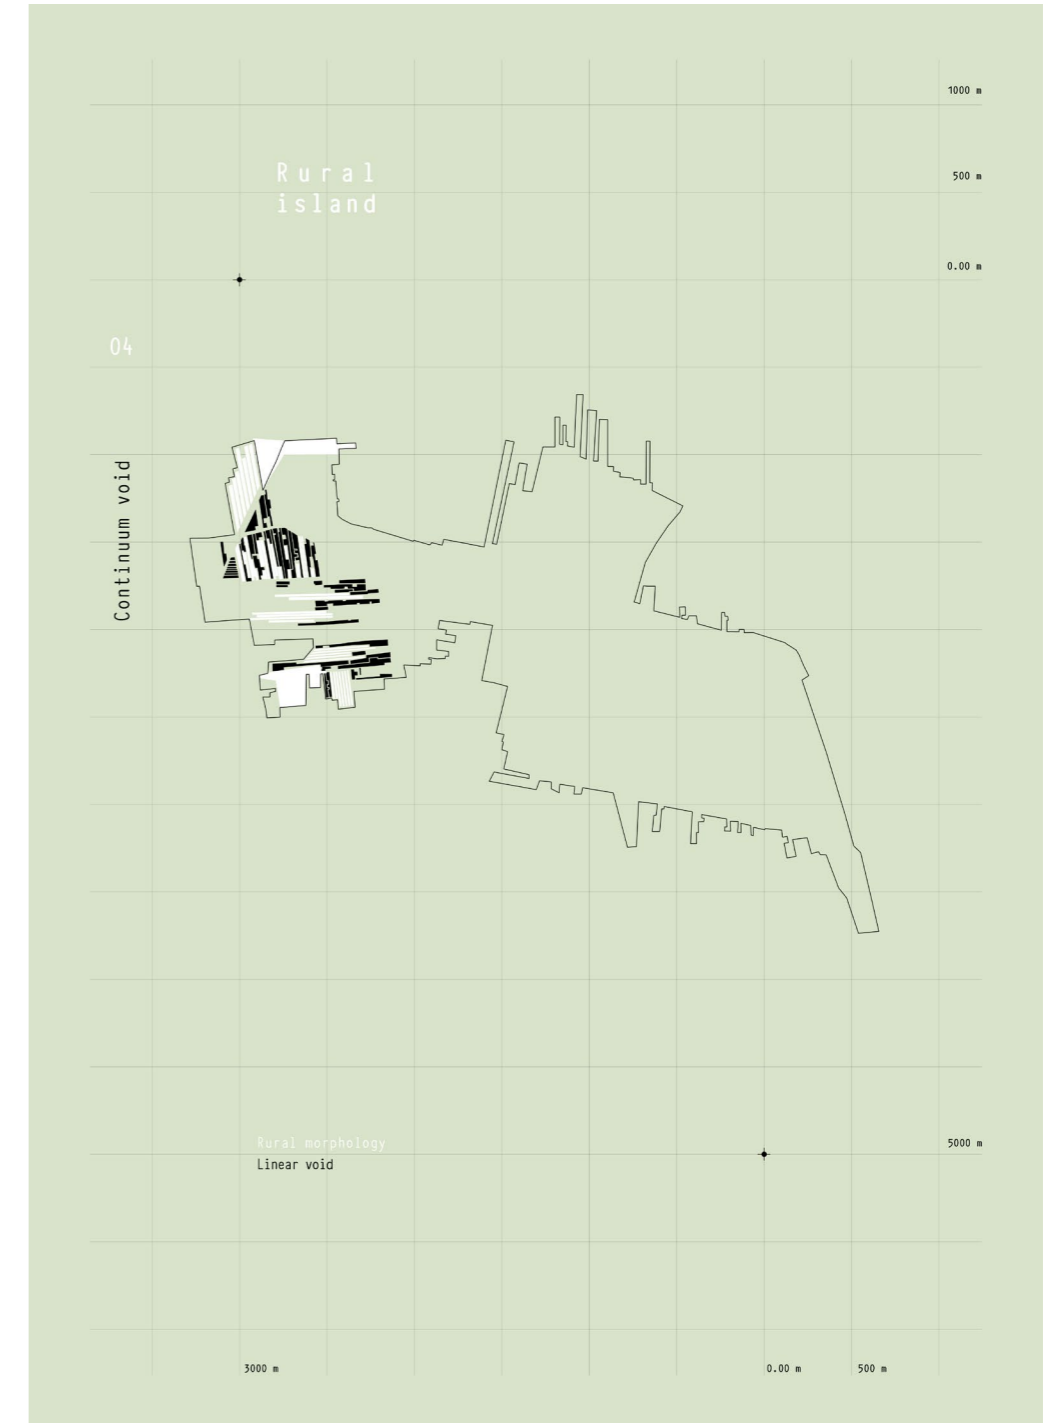 1000 m
Rural
500 m
island
0.00 m
04
Continuum void
Rural morphology
5000 m
Linear void
3000 m
0.00 m
500 m